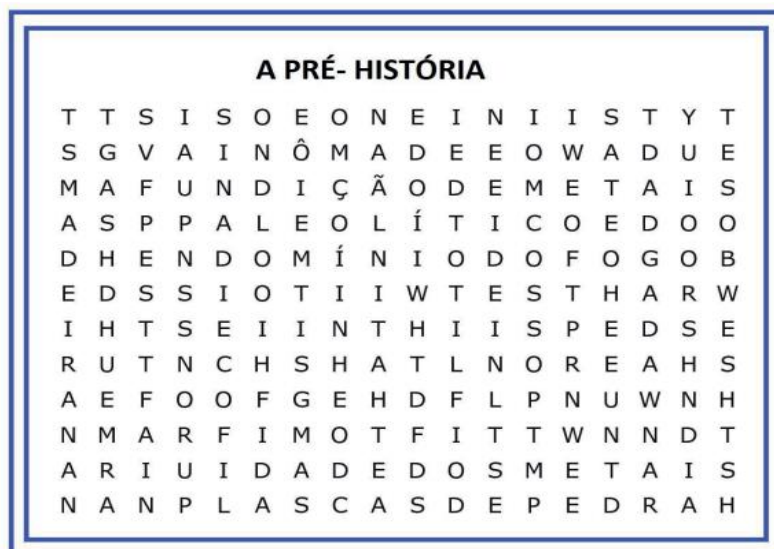 A PRÉ- HISTÓRIA
T T S I S O E O N E I N I I S T Y T
S G V A I N Ô M A D E E O W A D U E
M A F U N D I Ç Ã O D E M E T A I S
A S P P A L E O L Í T I C O E D O O
D H E N D O M Í N I O D O F O G O B
E D S S I O T I I W T E S T H A R W
I H T S E I I N T H I I S P E D S E
R U T N C H S H A T L N O R E A H S
A E F O O F G E H D F L P N U W N H
N M A R F I M O T F I T T W N N D T
A R I U I D A D E D O S M E T A I S
N A N P L A S C A S D E P E D R A H